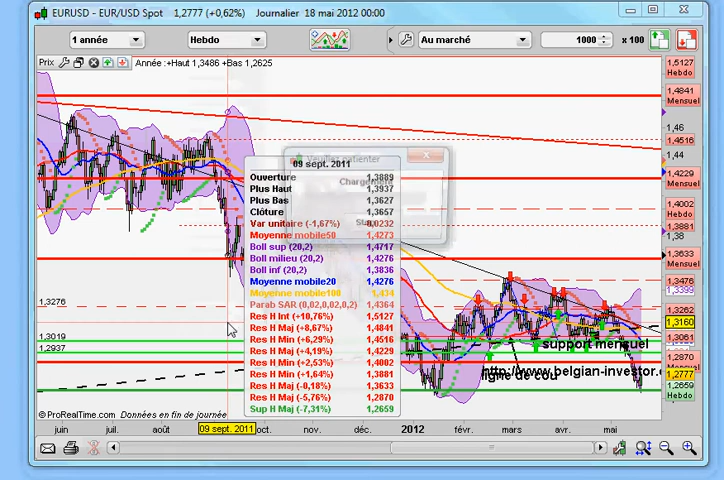 EURUSD - EUR/USD Spot 1,2777 (+0,62%) Journalier 18 mai 2012 00:00
1 année Hebdo Au marché 1000 x 100
Prix Année :+Haut 1,3486 +Bas 1,2625
1,5127
Hebdo
1,4841
Mensuel
1,46
1,4516
1,44
1,4229
Mensuel
1,4002
Hebdo
1,3881
1,38
1,3633
Mensuel
1,3476
1,3399
1,3262
1,3160
1,2870
1,2777
1,2659
Hebdo
1,3276
1,3019
1,2937
patienter
Charge
09 sept. 2011
Ouverture 1,3889
Plus Haut 1,3937
Plus Bas 1,3627
Clôture 1,3657
Var unitaire (-1,67%) -0,0232
Moyenne mobile50 1,4273
Boll sup (20,2) 1,4717
Boll milieu (20,2) 1,4276
Boll inf (20,2) 1,3836
Moyenne mobile20 1,4276
Moyenne mobile100 1,434
Parab SAR (0,02,0,02,0,2) 1,4364
Res H Int (+10,76%) 1,5127
Res H Maj (+8,67%) 1,4841
Res H Min (+6,29%) 1,4516
Res H Maj (+4,19%) 1,4229
Res H Min (+2,53%) 1,4002
Res H Min (+1,64%) 1,3881
Res H Maj (-0,18%) 1,3633
Res H Maj (-5,76%) 1,2870
Sup H Maj (-7,31%) 1,2659
support mensuel
http://www.belgian-investor.
ligne de cou
© ProRealTime.com Données en fin de journée
juin juil. août 09 sept. 2011 oct. nov. déc. 2012 févr. mars avr. mai